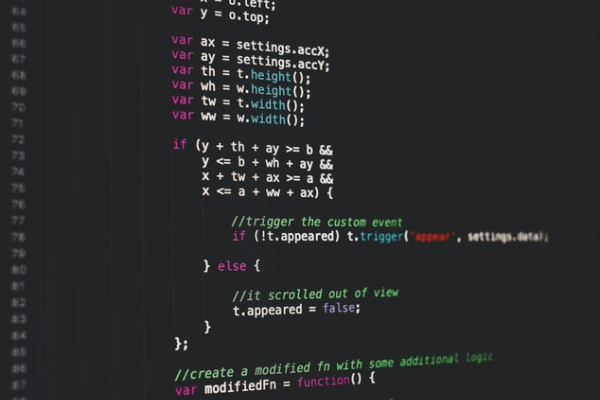 64 x = o.left;
65 var y = o.top;
66
67 var ax = settings.accX;
68 var ay = settings.accY;
69 var th = t.height();
70 var wh = w.height();
71 var tw = t.width();
var ww = w.width();
72
73 if (y + th + ay >= b &&
74 y <= b + wh + ay &&
75 x + tw + ax >= a &&
76 x <= a + ww + ax) {
77 //trigger the custom event
78 if (!t.appeared) t.trigger('appear', settings.data);
79
80 } else {
81
82 //it scrolled out of view
83 t.appeared = false;
84 }
85 };
86
87 //create a modified fn with some additional logic
88 var modifiedFn = function() {